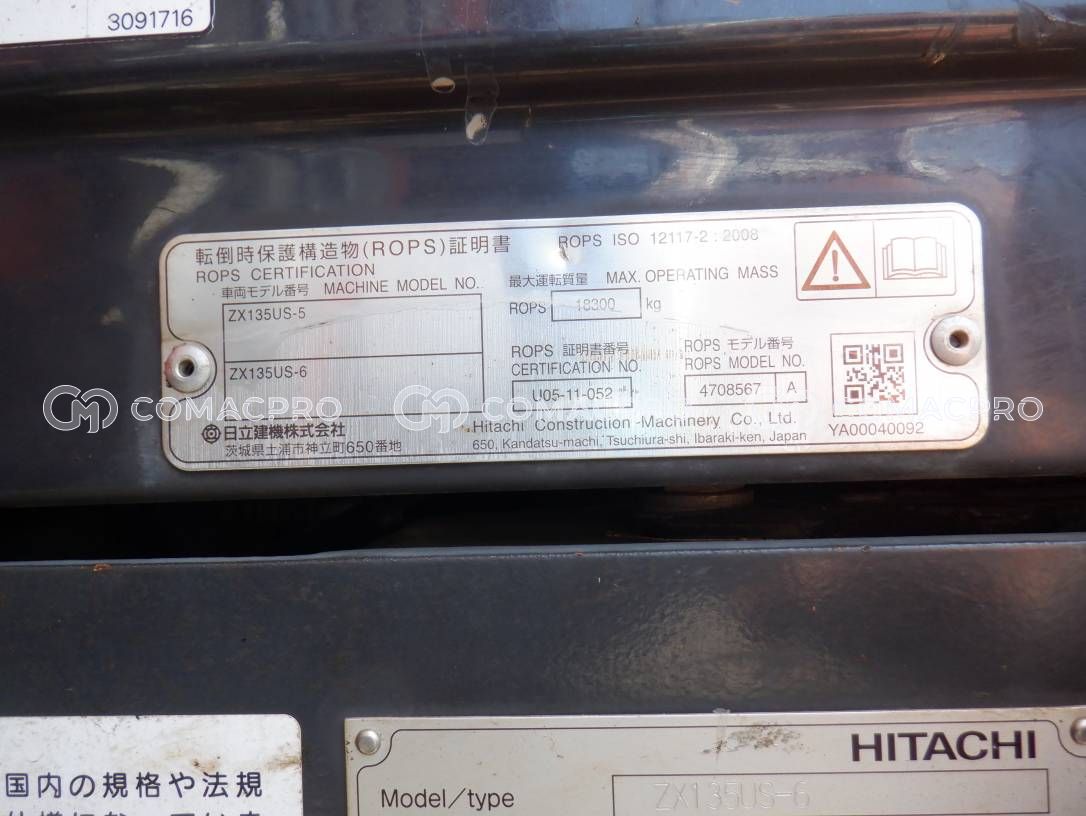 3091716
転倒時保護構造物(ROPS)証明書 ROPS ISO 12117-2 : 2008
ROPS CERTIFICATION
車両モデル番号 MACHINE MODEL NO.
最大運転質量 MAX. OPERATING MASS
ZX135US-5
ROPS 18300 kg
ZX135US-6
ROPS 証明書番号
CERTIFICATION NO.
U05-11-052
ROPS モデル番号
ROPS MODEL NO.
4708567 A
日立建機株式会社
茨城県土浦市神立町650番地
Hitachi Construction Machinery Co., Ltd.
650, Kandatsu-machi, Tsuchiura-shi, Ibaraki-ken, Japan
YA00040092
COMACPRO
COMACPRO
COMACPRO
国内の規格や法規
HITACHI
Model/type ZX135US-6